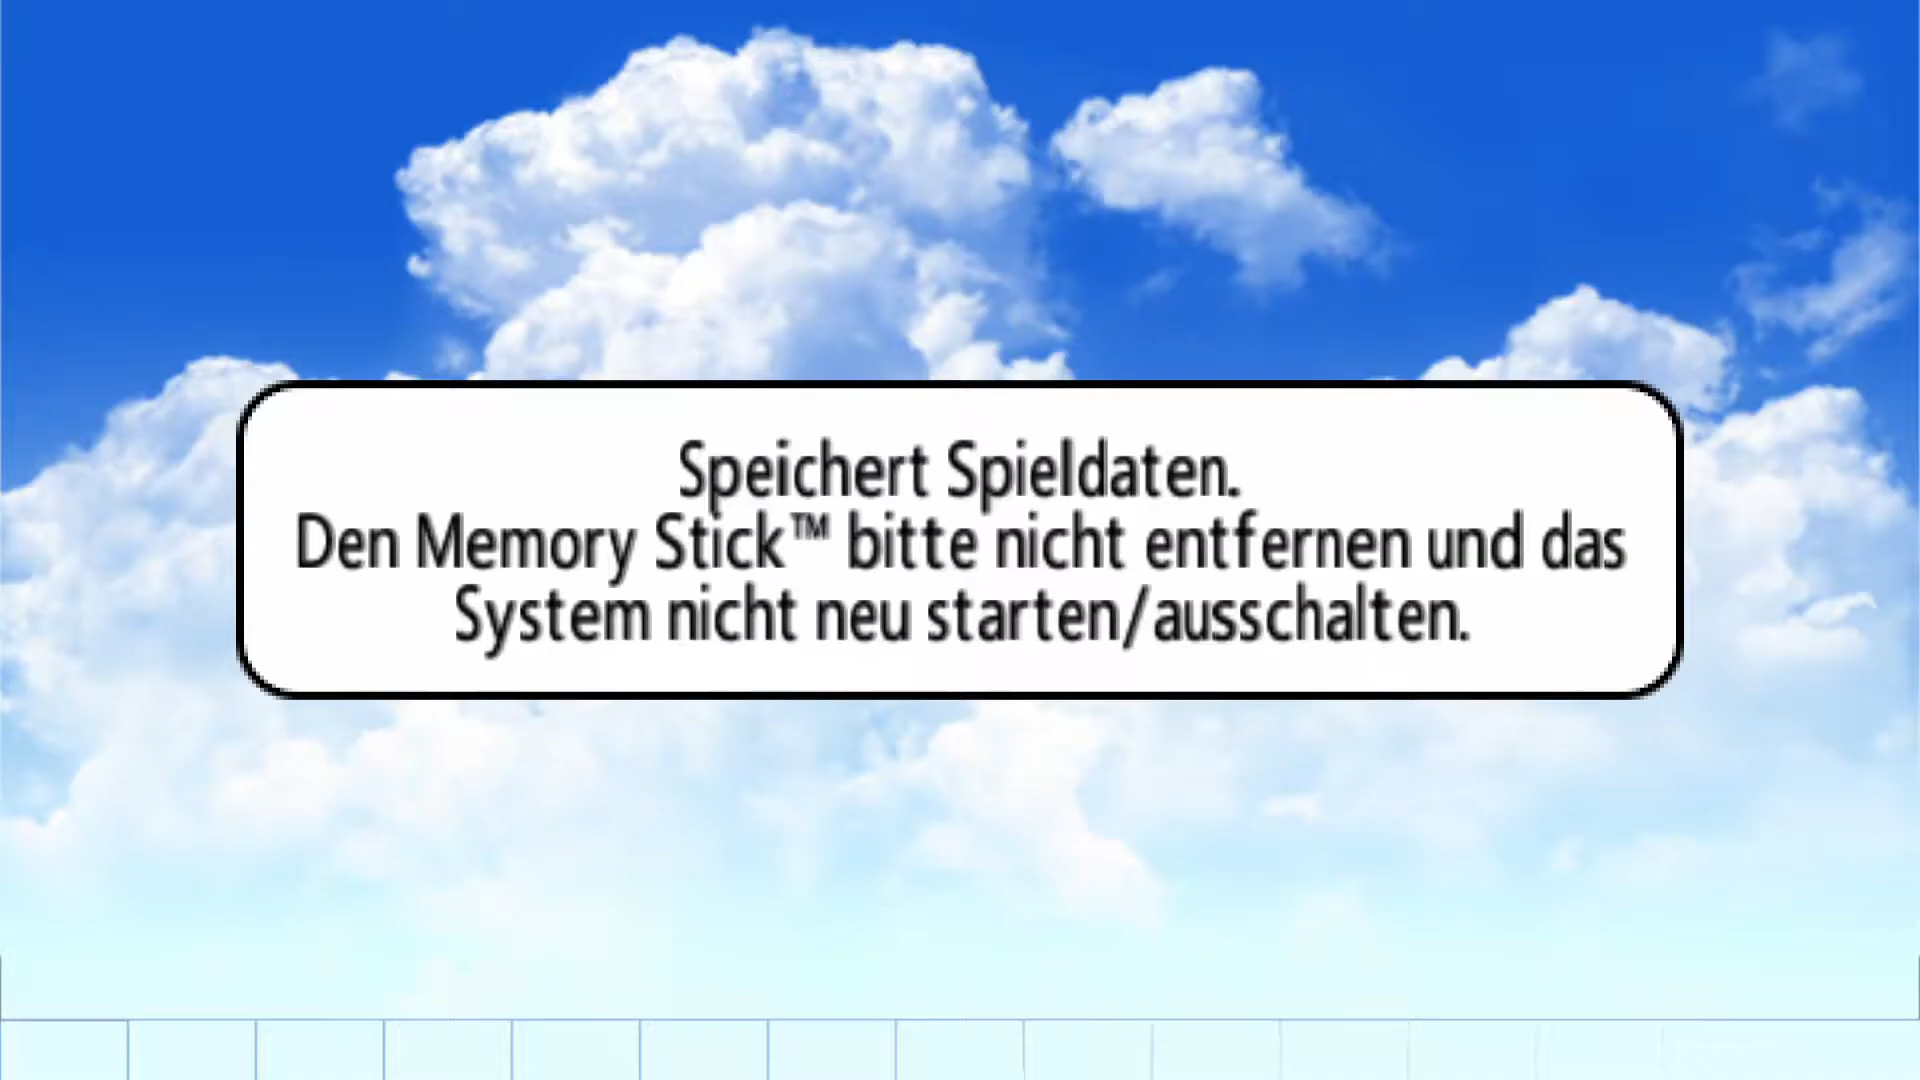 Speichert Spieldaten.
Den Memory Stick™ bitte nicht entfernen und das
System nicht neu starten/ausschalten.